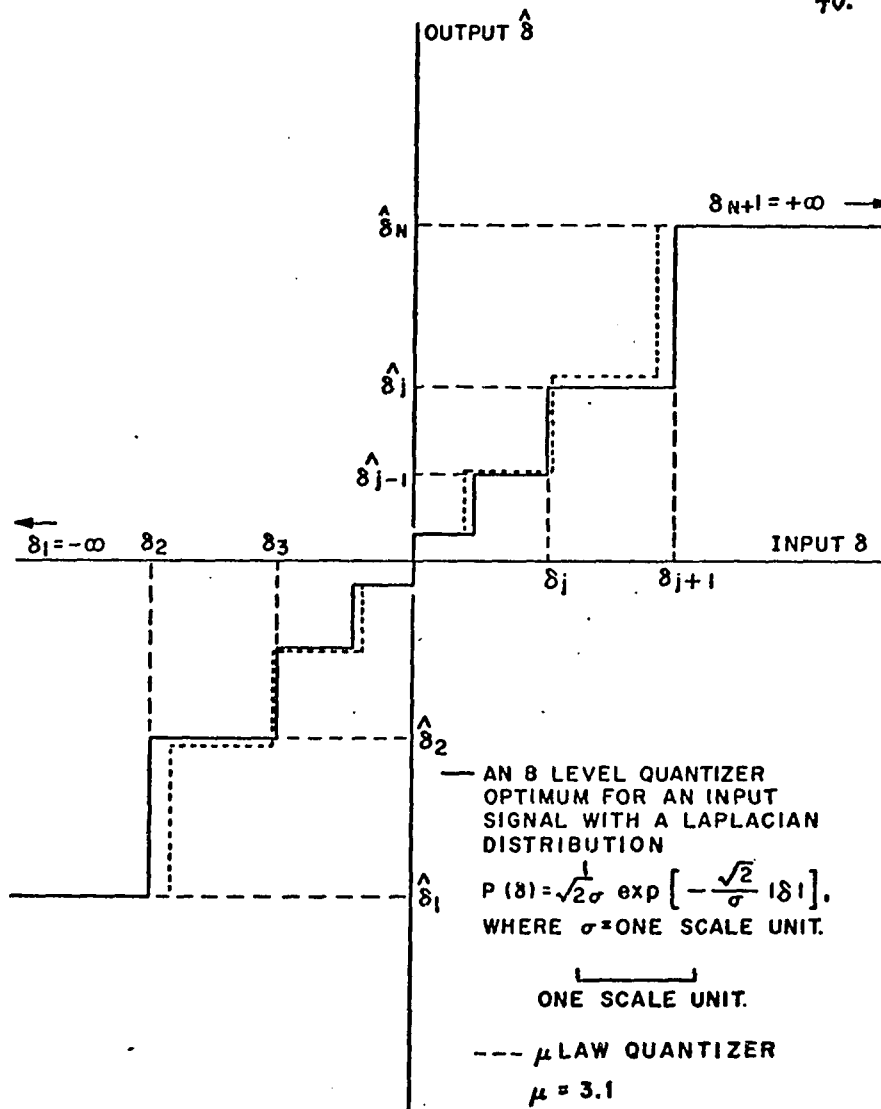 40.
OUTPUT δ̂
δN+1 = +∞
δ̂N
δ̂j
δ̂j-1
δ1 = -∞
δ2
δ3
INPUT δ
δj
δj+1
δ̂2
δ̂1
— AN 8 LEVEL QUANTIZER
OPTIMUM FOR AN INPUT
SIGNAL WITH A LAPLACIAN
DISTRIBUTION
P(δ) = 1/√2σ exp [ - √2/σ |δ| ],
WHERE σ = ONE SCALE UNIT.
ONE SCALE UNIT.
--- μ LAW QUANTIZER
μ = 3.1